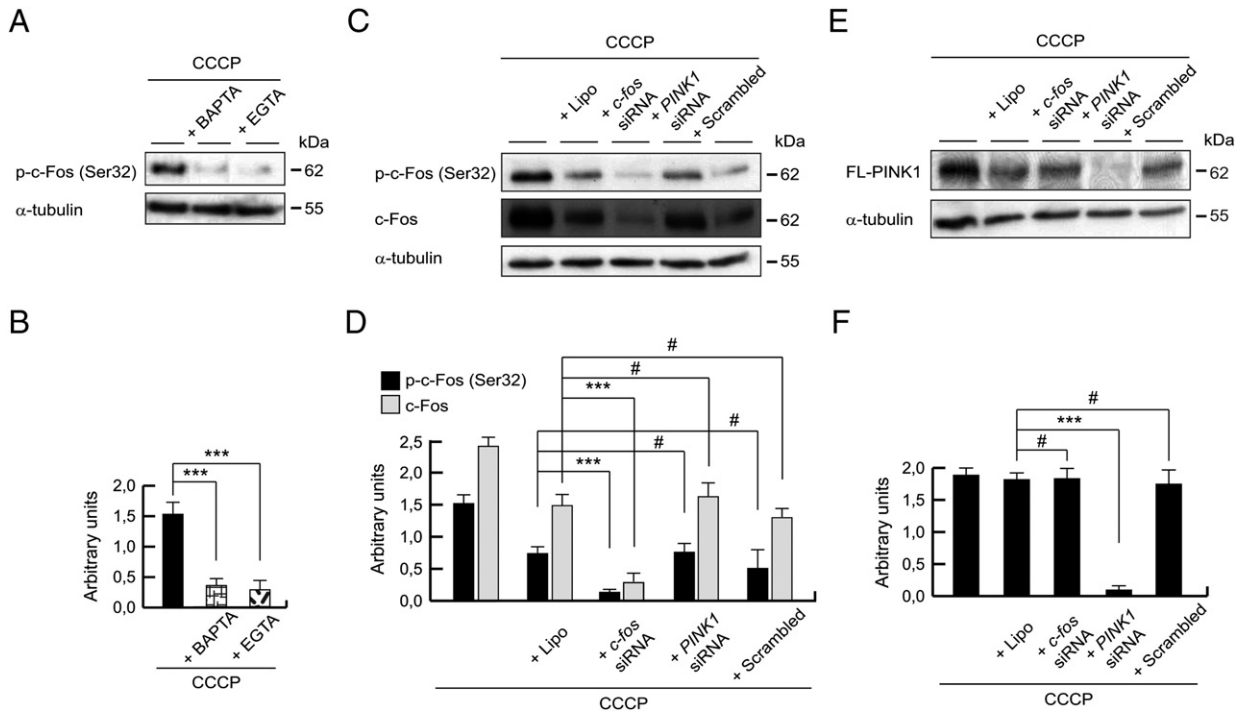 A
CCCP
+ BAPTA
+ EGTA
kDa
p-c-Fos (Ser32)
62
α-tubulin
55
B
***
***
Arbitrary units
2,0
1,5
1,0
0,5
0,0
+ BAPTA
+ EGTA
CCCP
C
CCCP
+ Lipo
+ c-fos siRNA
+ PINK1 siRNA
+ Scrambled
kDa
p-c-Fos (Ser32)
62
c-Fos
62
α-tubulin
55
D
p-c-Fos (Ser32)
c-Fos
#
#
***
#
#
***
Arbitrary units
2,5
2,0
1,5
1,0
0,5
0,0
+ Lipo
+ c-fos siRNA
+ PINK1 siRNA
+ Scrambled
CCCP
E
CCCP
+ Lipo
+ c-fos siRNA
+ PINK1 siRNA
+ Scrambled
kDa
FL-PINK1
62
α-tubulin
55
F
#
***
#
Arbitrary units
2,0
1,5
1,0
0,5
0,0
+ Lipo
+ c-fos siRNA
+ PINK1 siRNA
+ Scrambled
CCCP